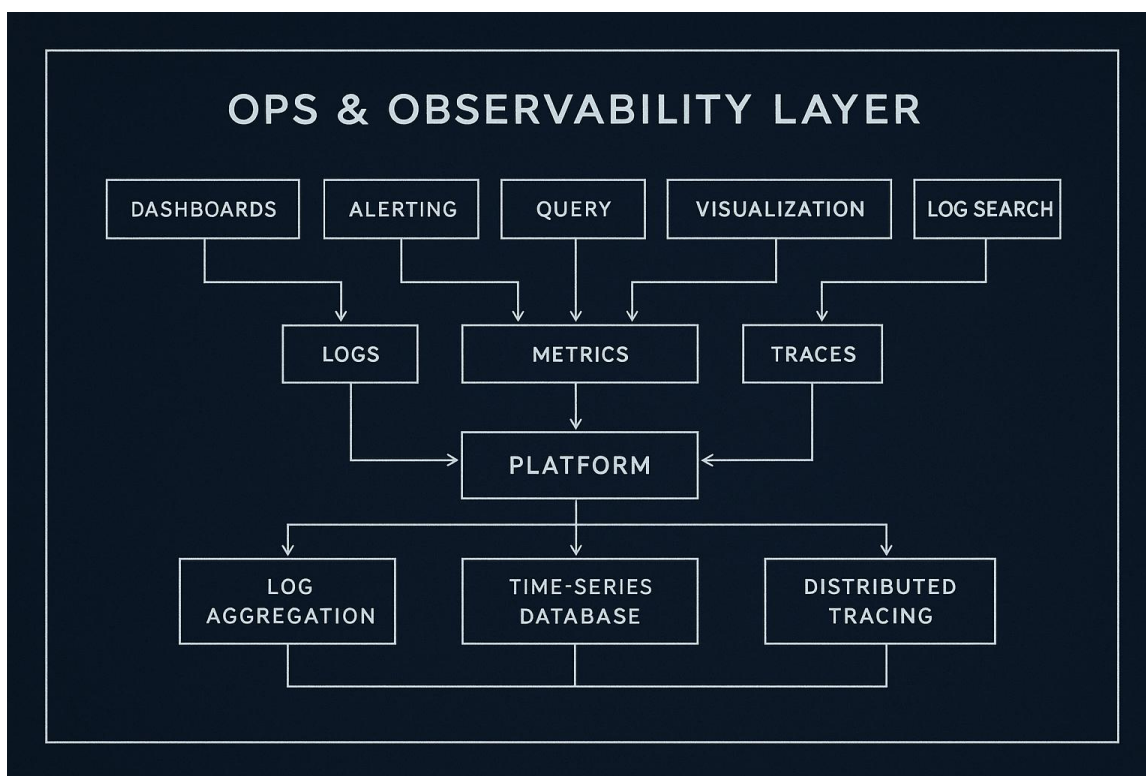 OPS & OBSERVABILITY LAYER
DASHBOARDS
ALERTING
QUERY
VISUALIZATION
LOG SEARCH
LOGS
METRICS
TRACES
PLATFORM
LOG
AGGREGATION
TIME-SERIES
DATABASE
DISTRIBUTED
TRACING